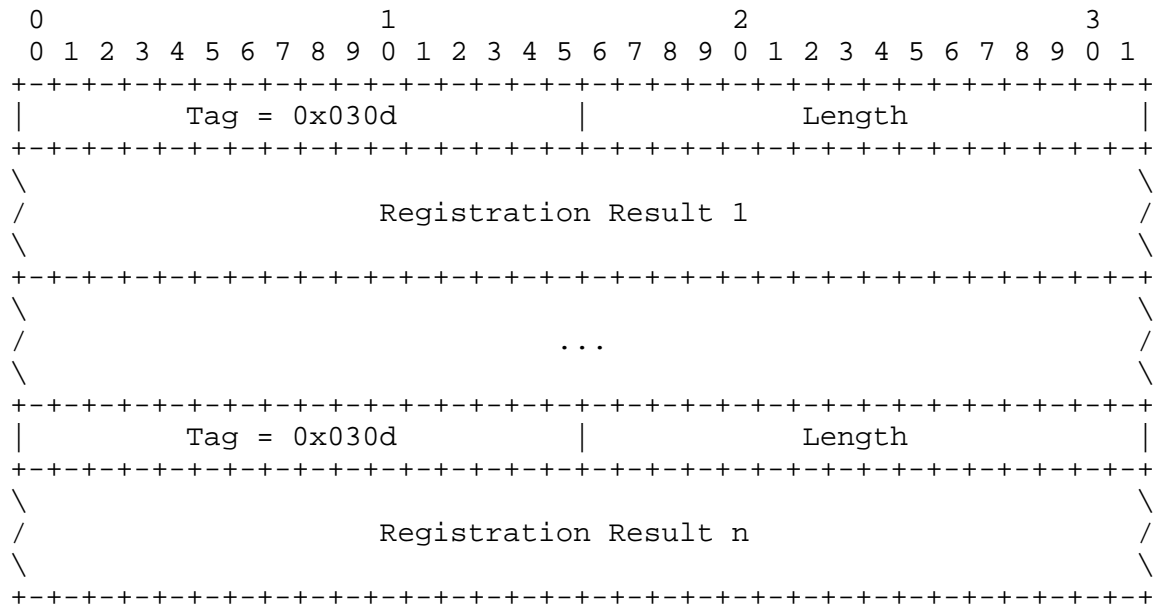 0                   1                   2                   3
 0 1 2 3 4 5 6 7 8 9 0 1 2 3 4 5 6 7 8 9 0 1 2 3 4 5 6 7 8 9 0 1
+-+-+-+-+-+-+-+-+-+-+-+-+-+-+-+-+-+-+-+-+-+-+-+-+-+-+-+-+-+-+-+-+
|         Tag = 0x030d          |            Length             |
+-+-+-+-+-+-+-+-+-+-+-+-+-+-+-+-+-+-+-+-+-+-+-+-+-+-+-+-+-+-+-+-+
\                                                               \
/                    Registration Result 1                      /
\                                                               \
+-+-+-+-+-+-+-+-+-+-+-+-+-+-+-+-+-+-+-+-+-+-+-+-+-+-+-+-+-+-+-+-+
\                                                               \
/                              ...                              /
\                                                               \
+-+-+-+-+-+-+-+-+-+-+-+-+-+-+-+-+-+-+-+-+-+-+-+-+-+-+-+-+-+-+-+-+
|         Tag = 0x030d          |            Length             |
+-+-+-+-+-+-+-+-+-+-+-+-+-+-+-+-+-+-+-+-+-+-+-+-+-+-+-+-+-+-+-+-+
\                                                               \
/                    Registration Result n                      /
\                                                               \
+-+-+-+-+-+-+-+-+-+-+-+-+-+-+-+-+-+-+-+-+-+-+-+-+-+-+-+-+-+-+-+-+